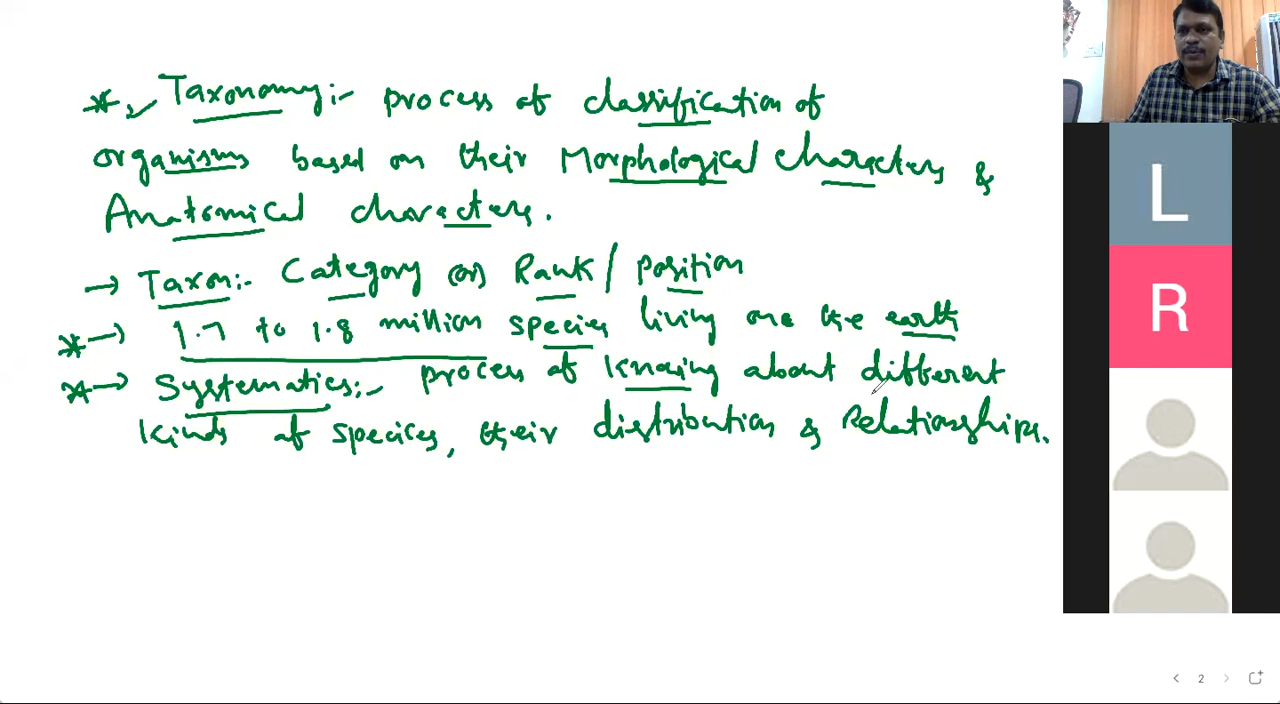 * ✓ Taxonomy:- process of classification of
organisms based on their Morphological characters &
Anatomical characters.
→ Taxon:- Category (or) Rank / position
* → 1.7 to 1.8 million species living one the earth
* → Systematics:- process of knowing about different
kinds of species, their distribution & Relationships.
L
R
2